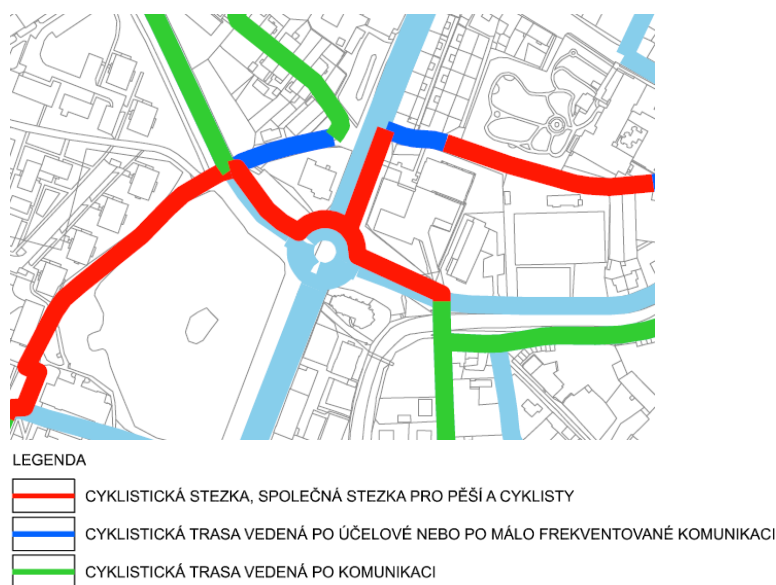 LEGENDA
CYKLISTICKÁ STEZKA, SPOLEČNÁ STEZKA PRO PĚŠÍ A CYKLISTY
CYKLISTICKÁ TRASA VEDENÁ PO ÚČELOVÉ NEBO PO MÁLO FREKVENTOVANÉ KOMUNIKACI
CYKLISTICKÁ TRASA VEDENÁ PO KOMUNIKACI